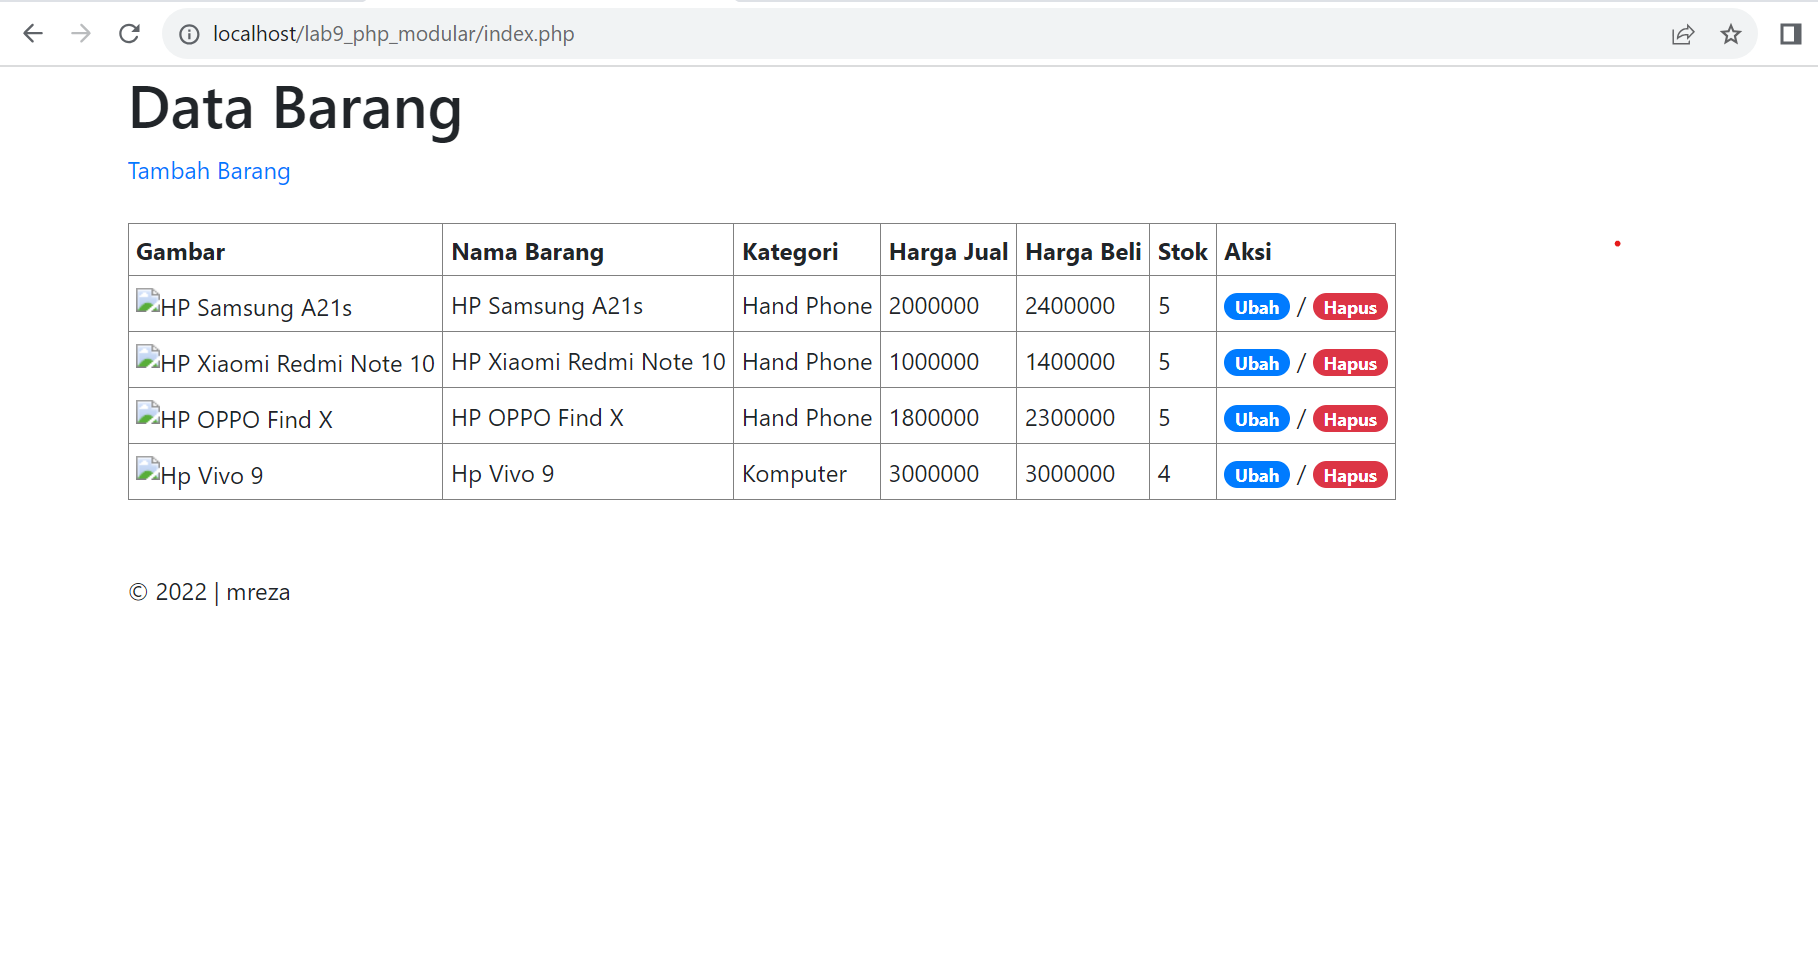 localhost/lab9_php_modular/index.php
Data Barang
Tambah Barang
Gambar Nama Barang Kategori Harga Jual Harga Beli Stok Aksi
HP Samsung A21s HP Samsung A21s Hand Phone 2000000 2400000 5 Ubah / Hapus
HP Xiaomi Redmi Note 10 HP Xiaomi Redmi Note 10 Hand Phone 1000000 1400000 5 Ubah / Hapus
HP OPPO Find X HP OPPO Find X Hand Phone 1800000 2300000 5 Ubah / Hapus
Hp Vivo 9 Hp Vivo 9 Komputer 3000000 3000000 4 Ubah / Hapus
© 2022 | mreza